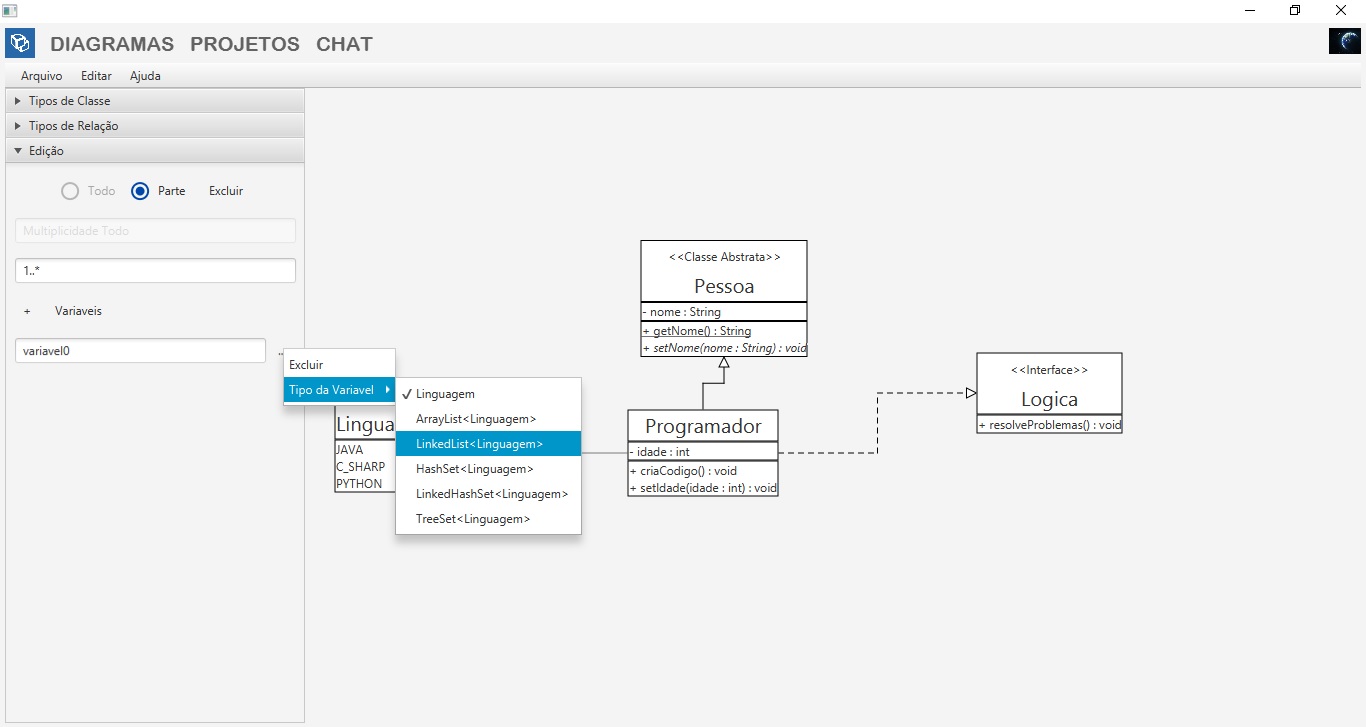 DIAGRAMAS PROJETOS CHAT
Arquivo Editar Ajuda
Tipos de Classe
Tipos de Relação
Edição
Todo Parte Excluir
Multiplicidade Todo
1..*
+ Variaveis
variavel0 ..
Excluir
Tipo da Variavel
✓ Linguagem
ArrayList<Linguagem>
LinkedList<Linguagem>
HashSet<Linguagem>
LinkedHashSet<Linguagem>
TreeSet<Linguagem>
Lingua
JAVA
C_SHARP
PYTHON
<<Classe Abstrata>>
Pessoa
- nome : String
+ getNome() : String
+ setNome(nome : String) : void
Programador
- idade : int
+ criaCodigo() : void
+ setIdade(idade : int) : void
<<Interface>>
Logica
+ resolveProblemas() : void